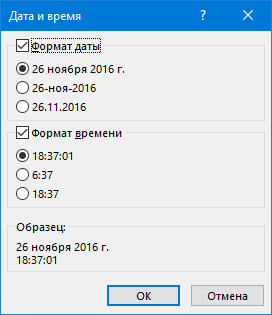 Дата и время
Формат даты
26 ноября 2016 г.
26-ноя-2016
26.11.2016
Формат времени
18:37:01
6:37
18:37
Образец:
26 ноября 2016 г.
18:37:01
ОК
Отмена